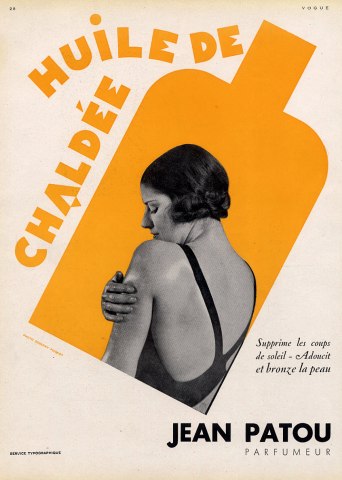 28
VOGUE
HUILE DE
CHALDÉE
Supprime les coups
de soleil - Adoucit
et bronze la peau
JEAN PATOU
PARFUMEUR
SERVICE TYPOGRAPHIQUE